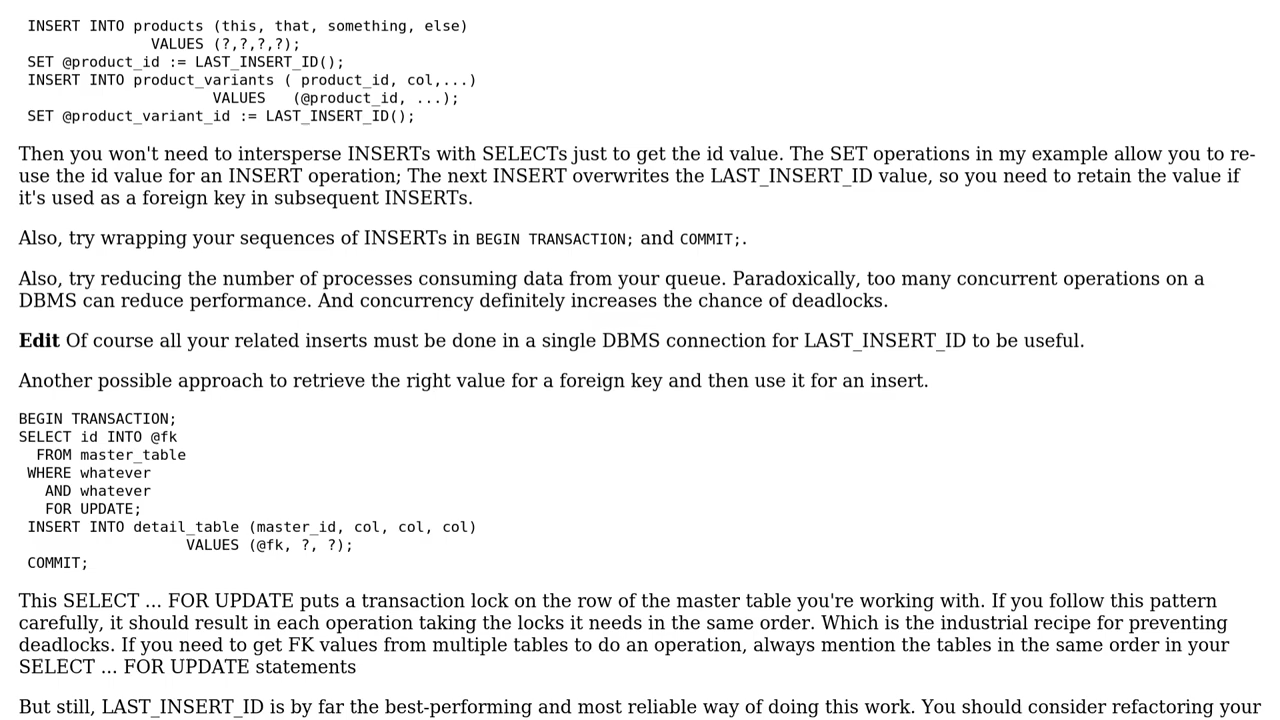 INSERT INTO products (this, that, something, else)
VALUES (?,?,?,?);
SET @product_id := LAST_INSERT_ID();
INSERT INTO product_variants ( product_id, col,...)
VALUES (@product_id, ...);
SET @product_variant_id := LAST_INSERT_ID();
Then you won't need to intersperse INSERTs with SELECTs just to get the id value. The SET operations in my example allow you to re-
use the id value for an INSERT operation; The next INSERT overwrites the LAST_INSERT_ID value, so you need to retain the value if
it's used as a foreign key in subsequent INSERTs.
Also, try wrapping your sequences of INSERTs in BEGIN TRANSACTION; and COMMIT;.
Also, try reducing the number of processes consuming data from your queue. Paradoxically, too many concurrent operations on a
DBMS can reduce performance. And concurrency definitely increases the chance of deadlocks.
Edit Of course all your related inserts must be done in a single DBMS connection for LAST_INSERT_ID to be useful.
Another possible approach to retrieve the right value for a foreign key and then use it for an insert.
BEGIN TRANSACTION;
SELECT id INTO @fk
FROM master_table
WHERE whatever
AND whatever
FOR UPDATE;
INSERT INTO detail_table (master_id, col, col, col)
VALUES (@fk, ?, ?);
COMMIT;
This SELECT ... FOR UPDATE puts a transaction lock on the row of the master table you're working with. If you follow this pattern
carefully, it should result in each operation taking the locks it needs in the same order. Which is the industrial recipe for preventing
deadlocks. If you need to get FK values from multiple tables to do an operation, always mention the tables in the same order in your
SELECT ... FOR UPDATE statements
But still, LAST_INSERT_ID is by far the best-performing and most reliable way of doing this work. You should consider refactoring your